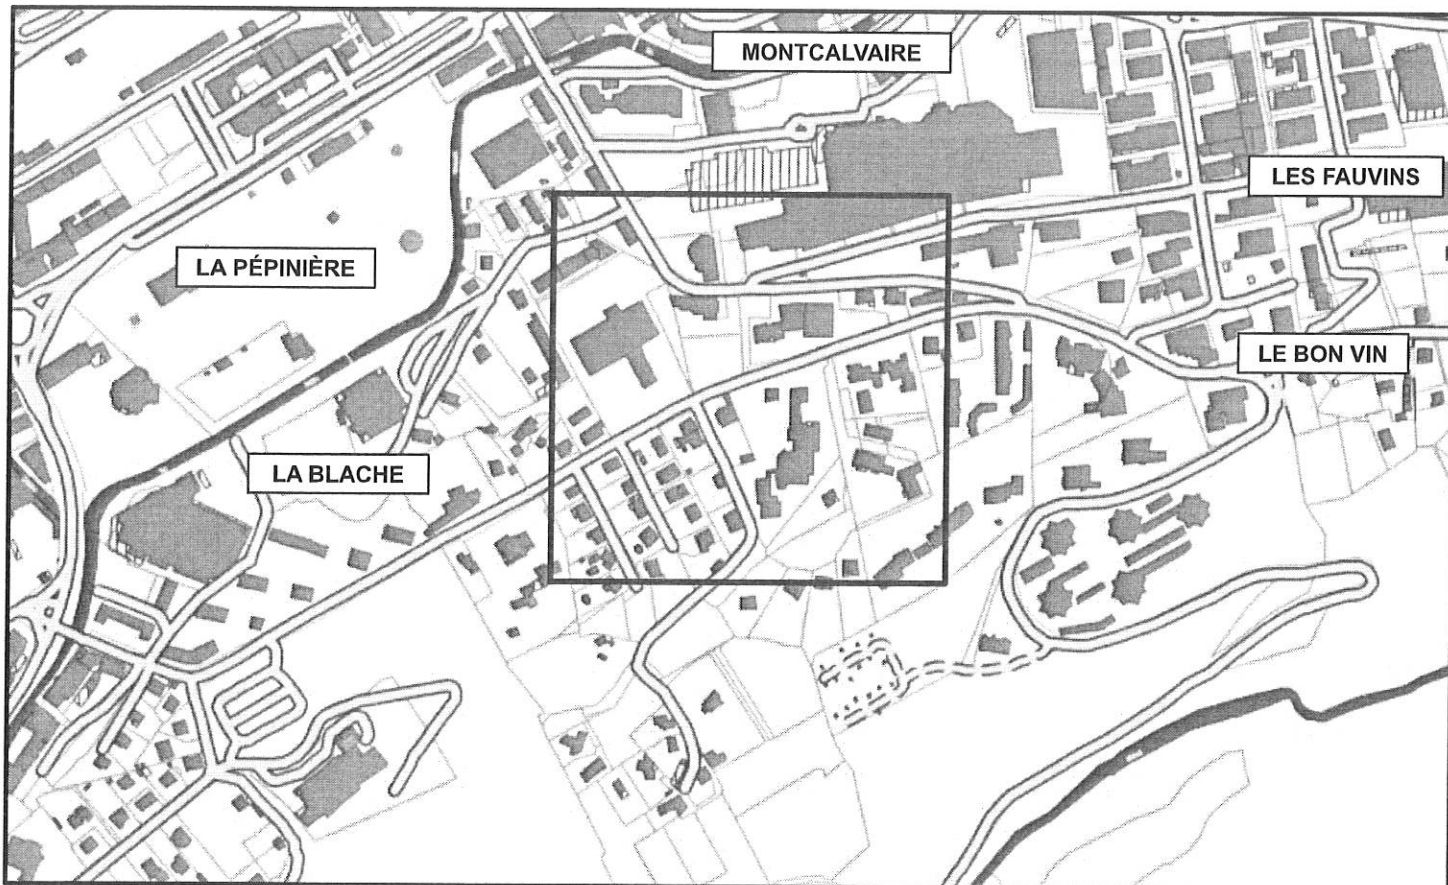 MONTCALVAIRE
LES FAUVINS
LA PÉPINIÈRE
LE BON VIN
LA BLACHE